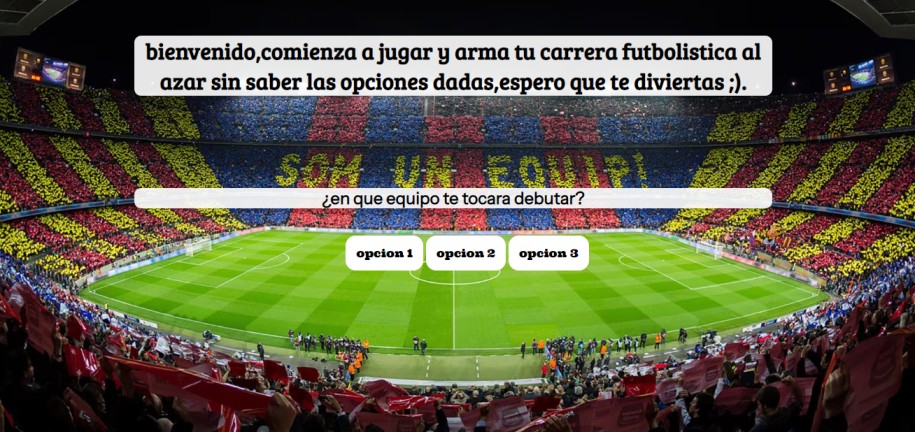 bienvenido,comienza a jugar y arma tu carrera futbolistica al
azar sin saber las opciones dadas,espero que te diviertas ;).
SOM UN EQUIP!
¿en que equipo te tocara debutar?
opcion 1 opcion 2 opcion 3